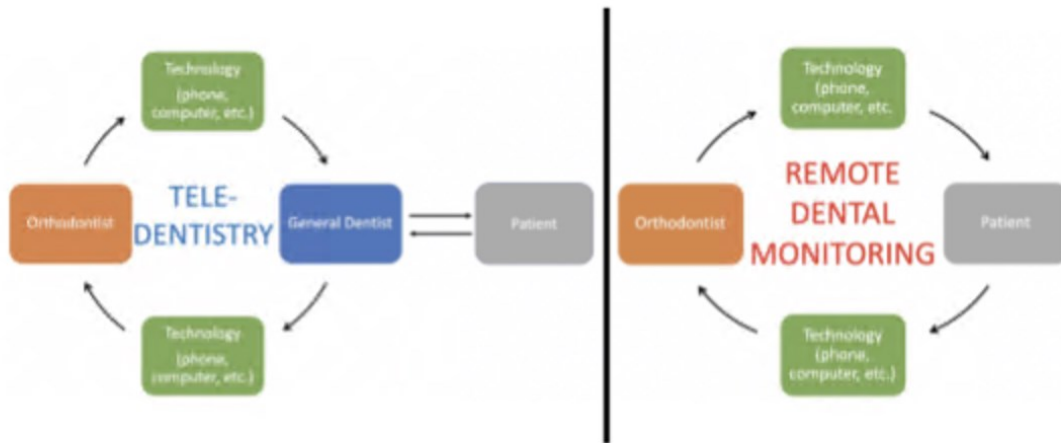 Technology
(phone,
computer, etc.)
Orthodontist
TELE-
DENTISTRY
General Dentist
Patient
Technology
(phone,
computer, etc.)
Technology
(phone,
computer, etc.
Orthodontist
REMOTE
DENTAL
MONITORING
Patient
Technology
(phone,
computer, etc.)